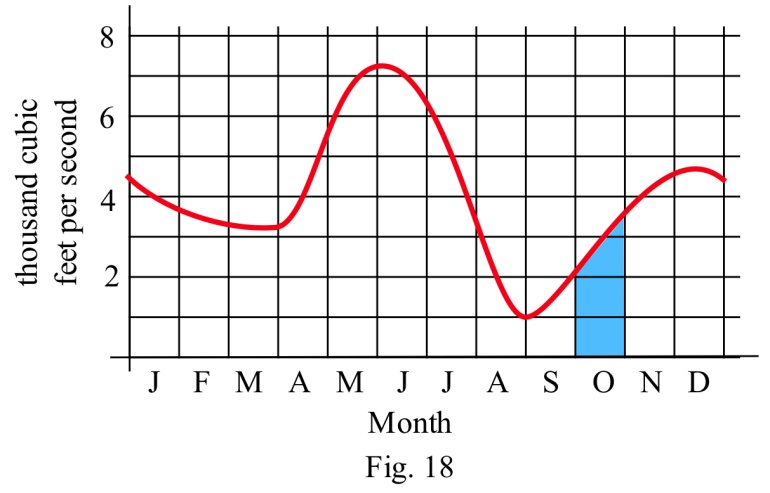 8
6
4
2
thousand cubic
feet per second
J F M A M J J A S O N D
Month
Fig. 18